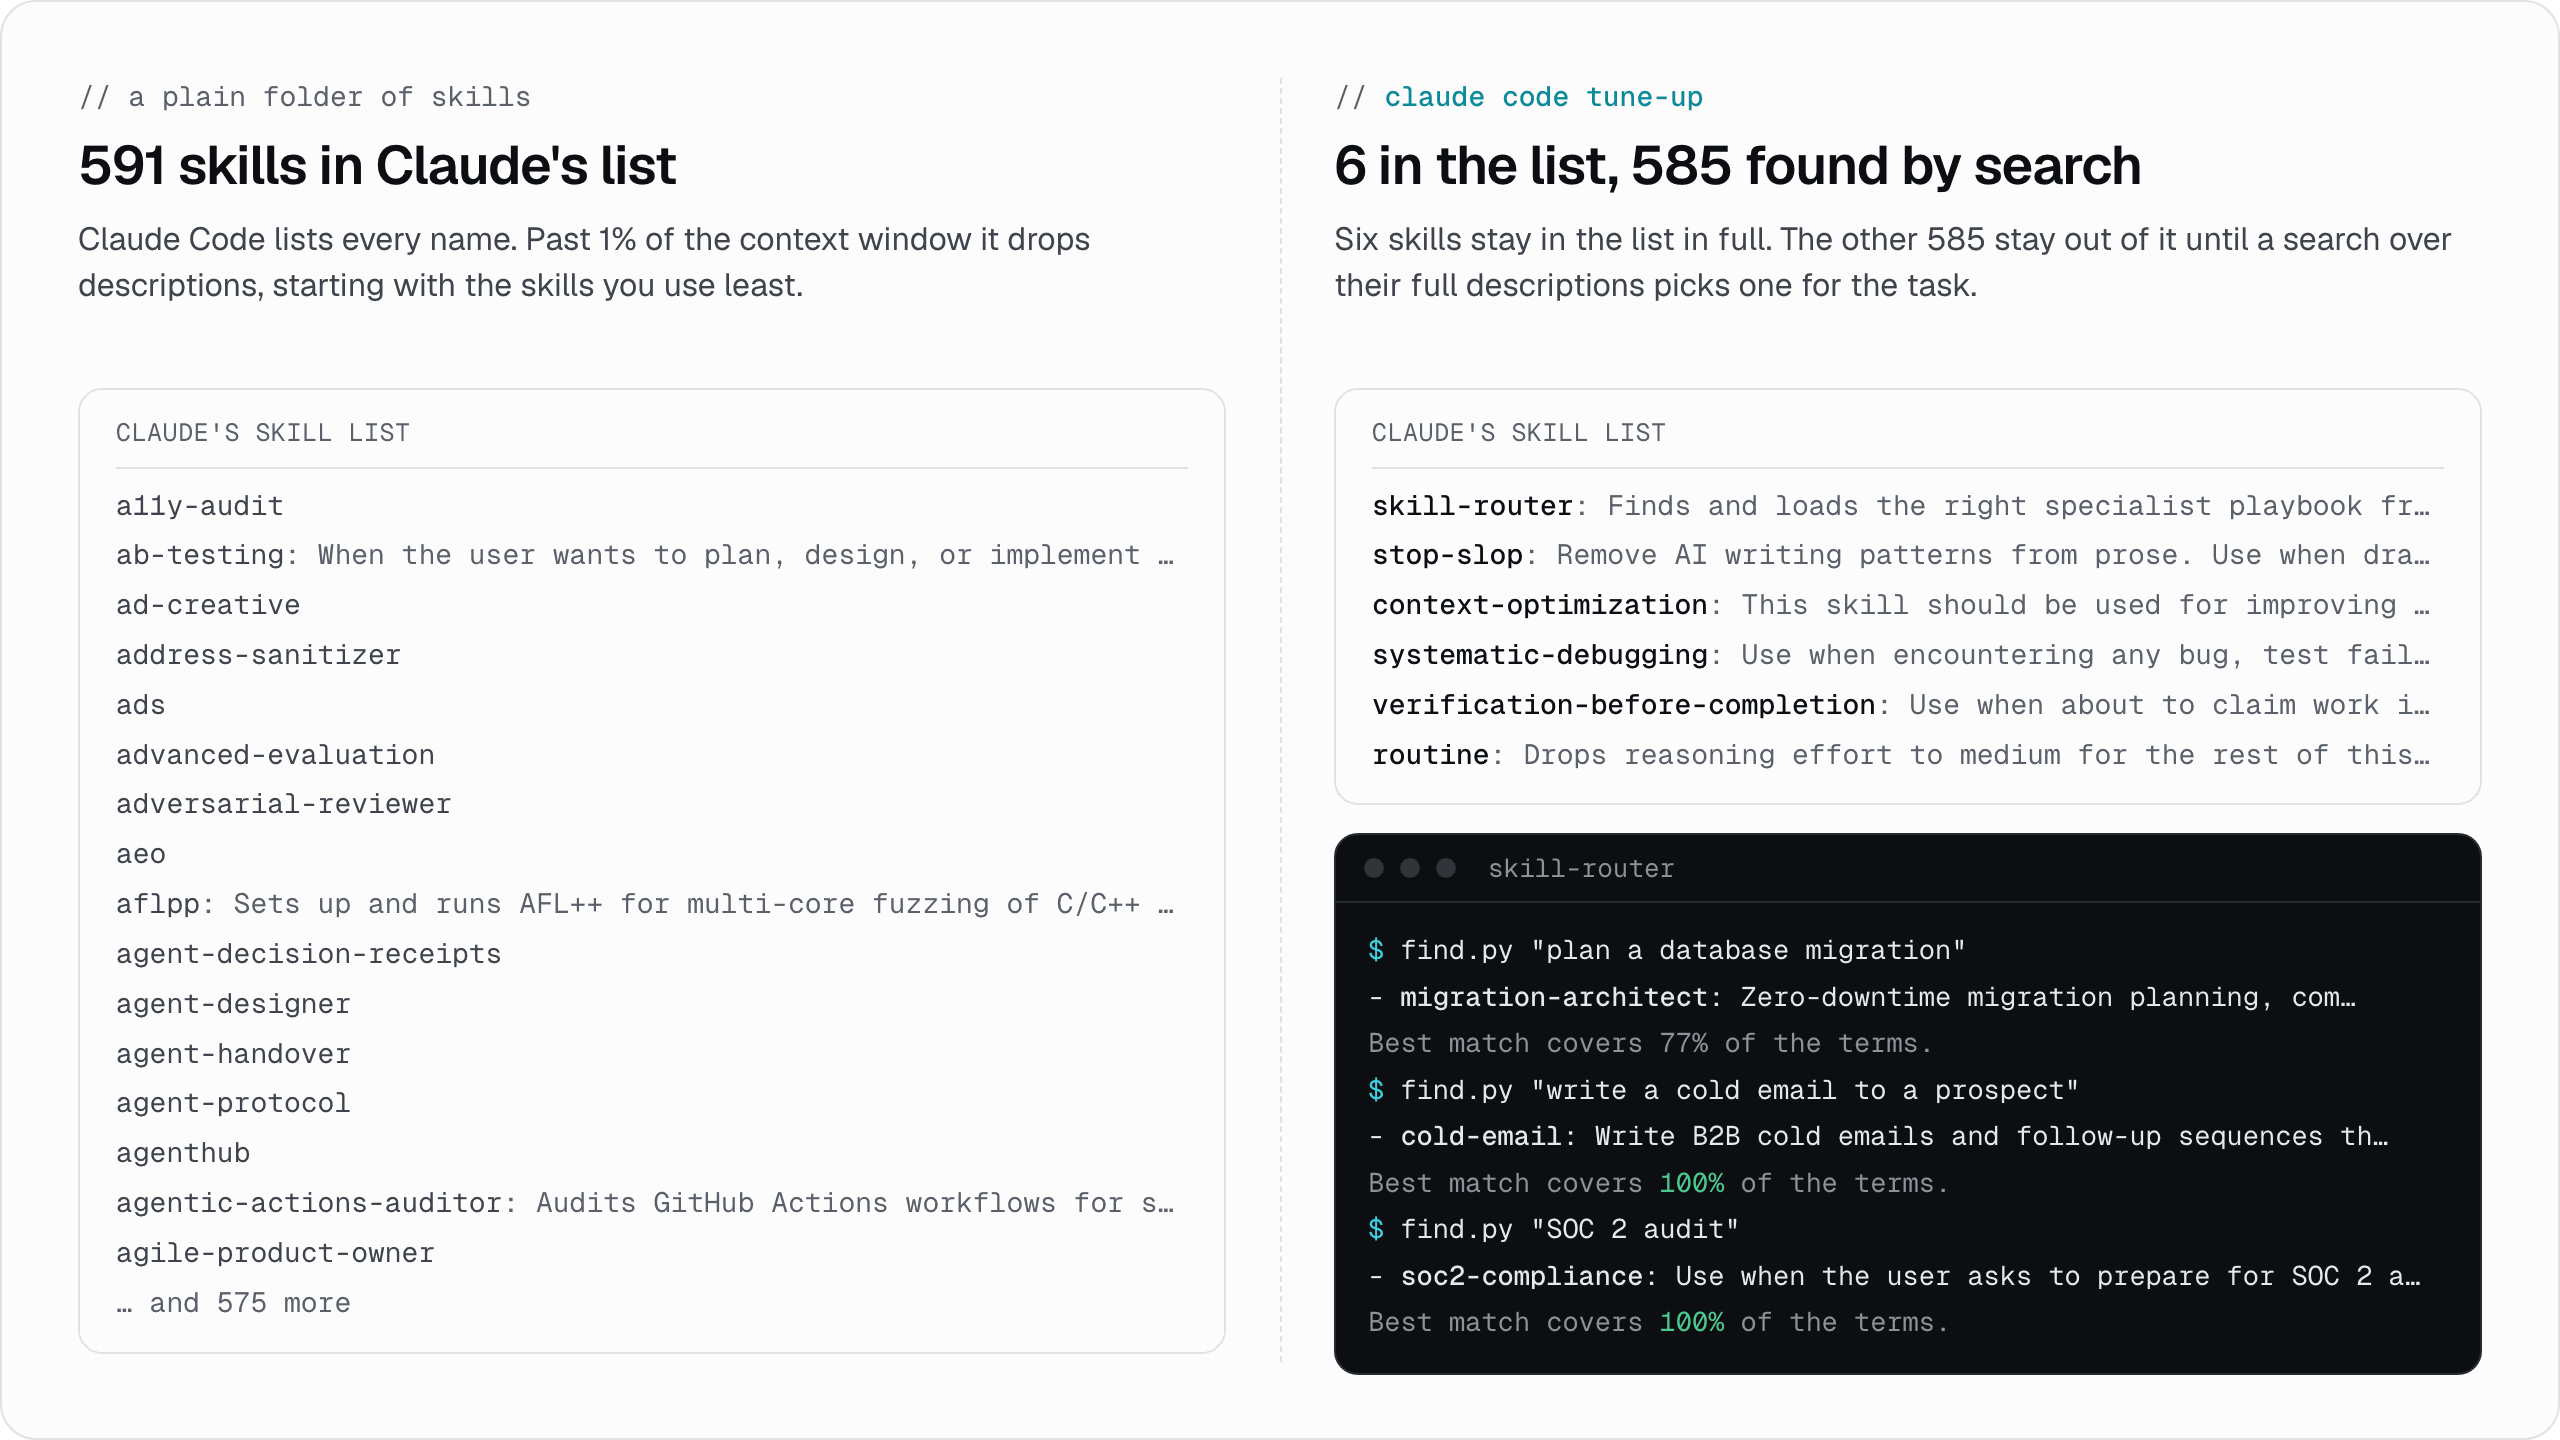 // a plain folder of skills
591 skills in Claude's list
Claude Code lists every name. Past 1% of the context window it drops
descriptions, starting with the skills you use least.
CLAUDE'S SKILL LIST
a11y-audit
ab-testing: When the user wants to plan, design, or implement …
ad-creative
address-sanitizer
ads
advanced-evaluation
adversarial-reviewer
aeo
aflpp: Sets up and runs AFL++ for multi-core fuzzing of C/C++ …
agent-decision-receipts
agent-designer
agent-handover
agent-protocol
agenthub
agentic-actions-auditor: Audits GitHub Actions workflows for s…
agile-product-owner
… and 575 more
// claude code tune-up
6 in the list, 585 found by search
Six skills stay in the list in full. The other 585 stay out of it until a search over
their full descriptions picks one for the task.
CLAUDE'S SKILL LIST
skill-router: Finds and loads the right specialist playbook fr…
stop-slop: Remove AI writing patterns from prose. Use when dra…
context-optimization: This skill should be used for improving …
systematic-debugging: Use when encountering any bug, test fail…
verification-before-completion: Use when about to claim work i…
routine: Drops reasoning effort to medium for the rest of this…
skill-router
$ find.py "plan a database migration"
- migration-architect: Zero-downtime migration planning, com…
Best match covers 77% of the terms.
$ find.py "write a cold email to a prospect"
- cold-email: Write B2B cold emails and follow-up sequences th…
Best match covers 100% of the terms.
$ find.py "SOC 2 audit"
- soc2-compliance: Use when the user asks to prepare for SOC 2 a…
Best match covers 100% of the terms.